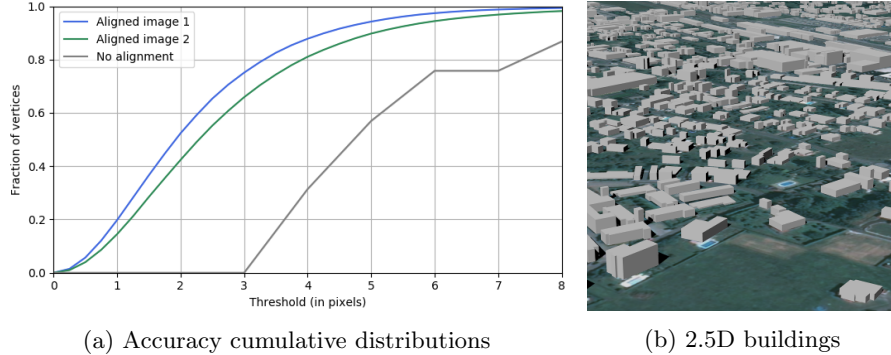 1.0
0.8
0.6
0.4
0.2
0.0
Fraction of vertices
Aligned image 1
Aligned image 2
No alignment
0 1 2 3 4 5 6 7 8
Threshold (in pixels)
(a) Accuracy cumulative distributions
(b) 2.5D buildings